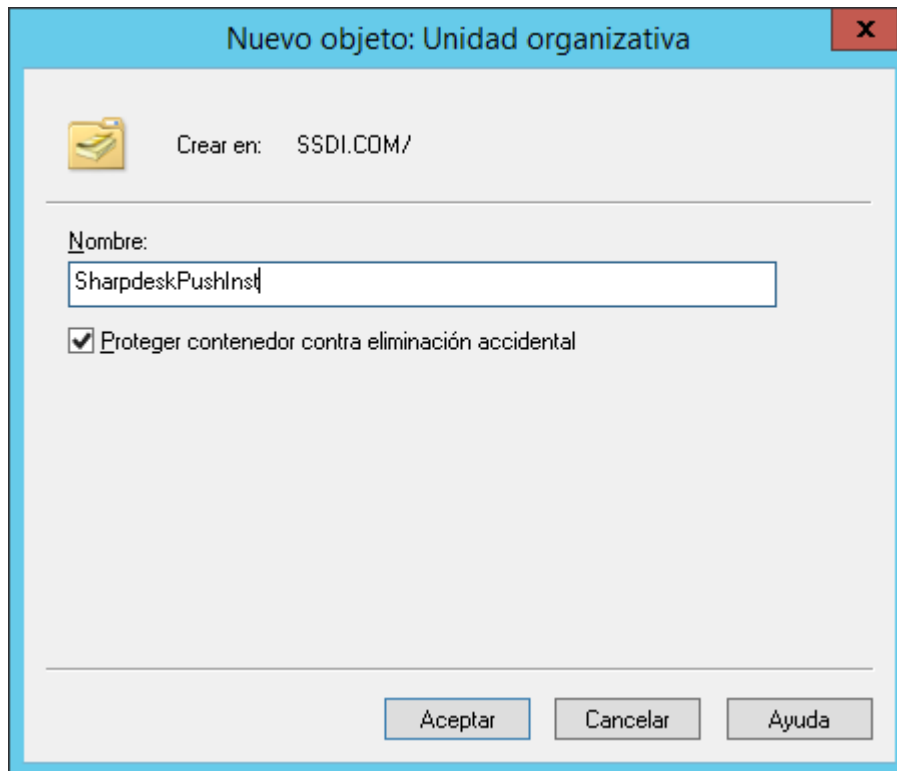 Nuevo objeto: Unidad organizativa
x
Crear en: SSDI.COM/
Nombre:
SharpdeskPushInst
Proteger contenedor contra eliminación accidental
Aceptar Cancelar Ayuda